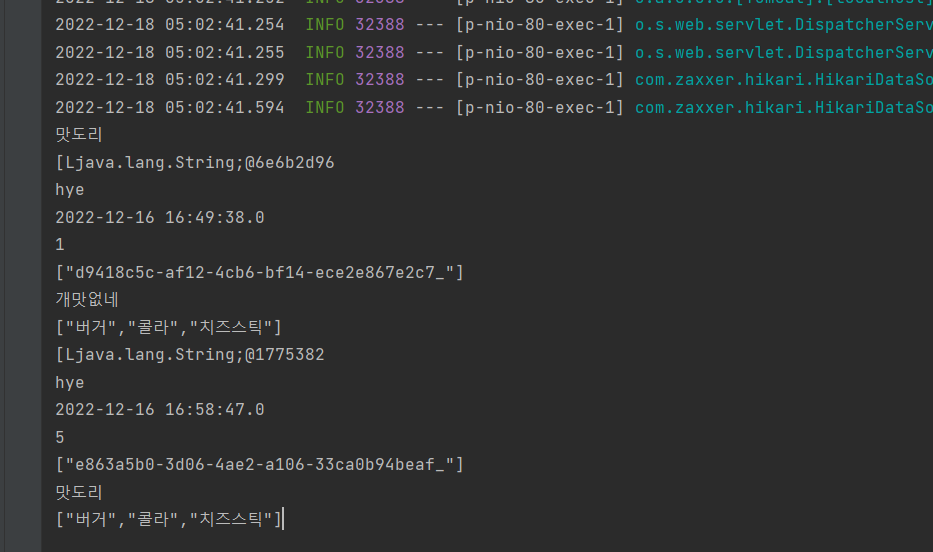 2022-12-18 05:02:41.254 INFO 32388 --- [p-nio-80-exec-1] o.s.web.servlet.DispatcherServ
2022-12-18 05:02:41.255 INFO 32388 --- [p-nio-80-exec-1] o.s.web.servlet.DispatcherServ
2022-12-18 05:02:41.299 INFO 32388 --- [p-nio-80-exec-1] com.zaxxer.hikari.HikariDataSo
2022-12-18 05:02:41.594 INFO 32388 --- [p-nio-80-exec-1] com.zaxxer.hikari.HikariDataSo
맛도리
[Ljava.lang.String;@6e6b2d96
hye
2022-12-16 16:49:38.0
1
["d9418c5c-af12-4cb6-bf14-ece2e867e2c7_"]
개맛없네
["버거","콜라","치즈스틱"]
[Ljava.lang.String;@1775382
hye
2022-12-16 16:58:47.0
5
["e863a5b0-3d06-4ae2-a106-33ca0b94beaf_"]
맛도리
["버거","콜라","치즈스틱"]